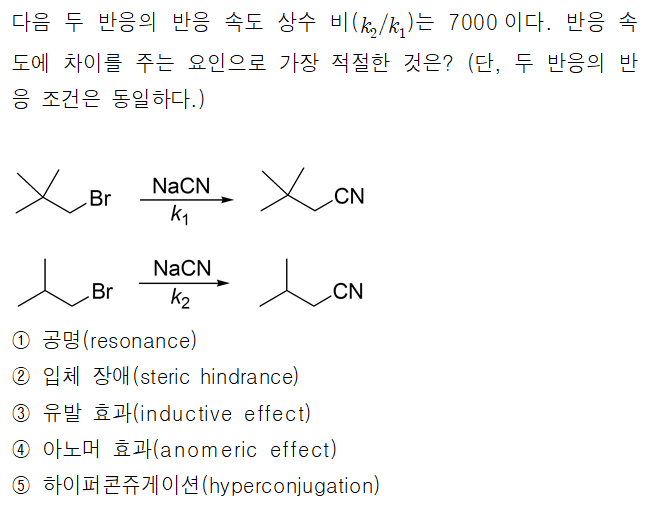 다음 두 반응의 반응 속도 상수 비(k₂/k₁)는 7000이다. 반응 속
도에 차이를 주는 요인으로 가장 적절한 것은? (단, 두 반응의 반
응 조건은 동일하다.)
Br NaCN k₁ CN
Br NaCN k₂ CN
① 공명(resonance)
② 입체 장애(steric hindrance)
③ 유발 효과(inductive effect)
④ 아노머 효과(anomeric effect)
⑤ 하이퍼콘쥬게이션(hyperconjugation)